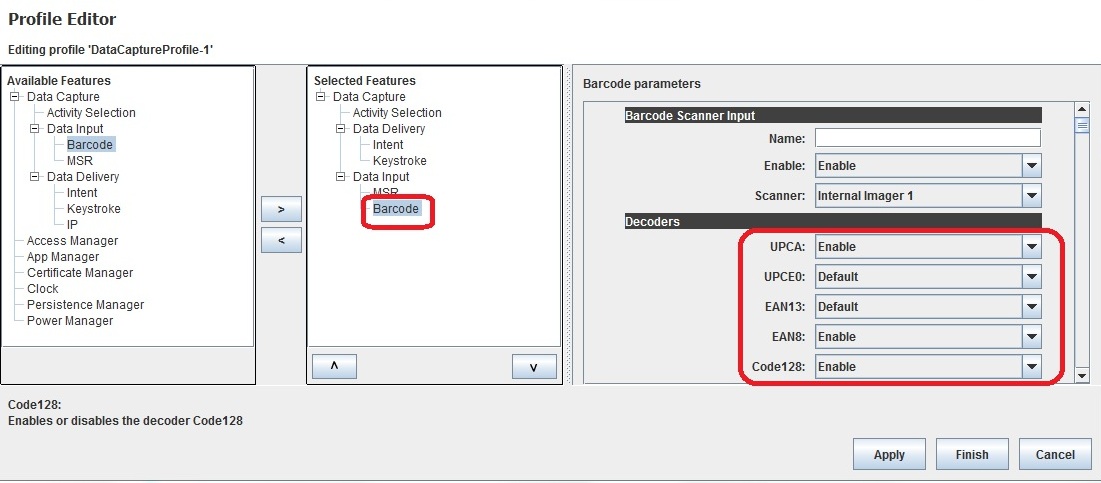 Profile Editor
Editing profile 'DataCaptureProfile-1'
Available Features
Data Capture
Activity Selection
Data Input
Barcode
MSR
Data Delivery
Intent
Keystroke
IP
Access Manager
App Manager
Certificate Manager
Clock
Persistence Manager
Power Manager
>
<
Selected Features
Data Capture
Activity Selection
Data Delivery
Intent
Keystroke
Data Input
MSR
Barcode
Λ
V
Barcode parameters
Barcode Scanner Input
Name:
Enable: Enable
Scanner: Internal Imager 1
Decoders
UPCA: Enable
UPCE0: Default
EAN13: Default
EAN8: Enable
Code128: Enable
Code128:
Enables or disables the decoder Code128
Apply Finish Cancel